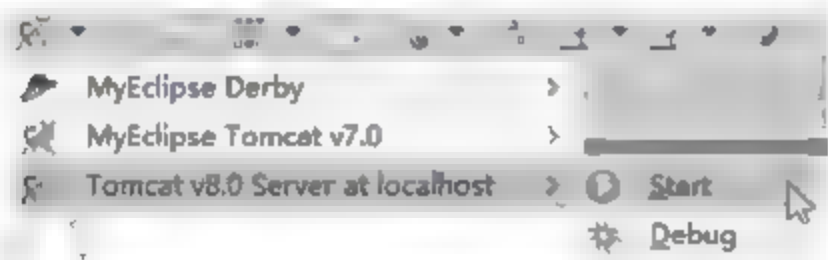 MyEclipse Derby
MyEclipse Tomcat v7.0
Tomcat v8.0 Server at localhost
Start
Debug